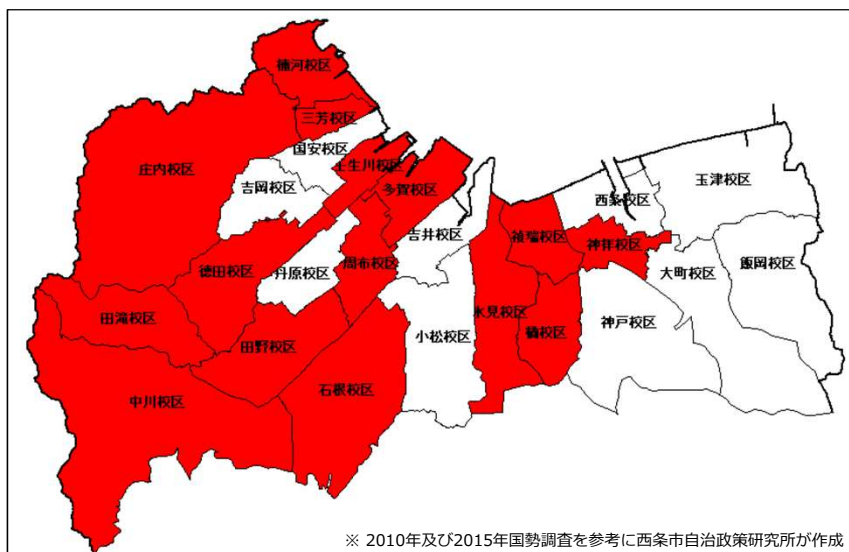 楠河校区
三芳校区
国安校区
庄内校区
壬生川校区
吉岡校区
多賀校区
玉津校区
西条校区
吉井校区
禎瑞校区
神拝校区
徳田校区
丹原校区
周布校区
大町校区
飯岡校区
田滝校区
氷見校区
橘校区
神戸校区
小松校区
田野校区
石根校区
中川校区
※ 2010年及び2015年国勢調査を参考に西条市自治政策研究所が作成